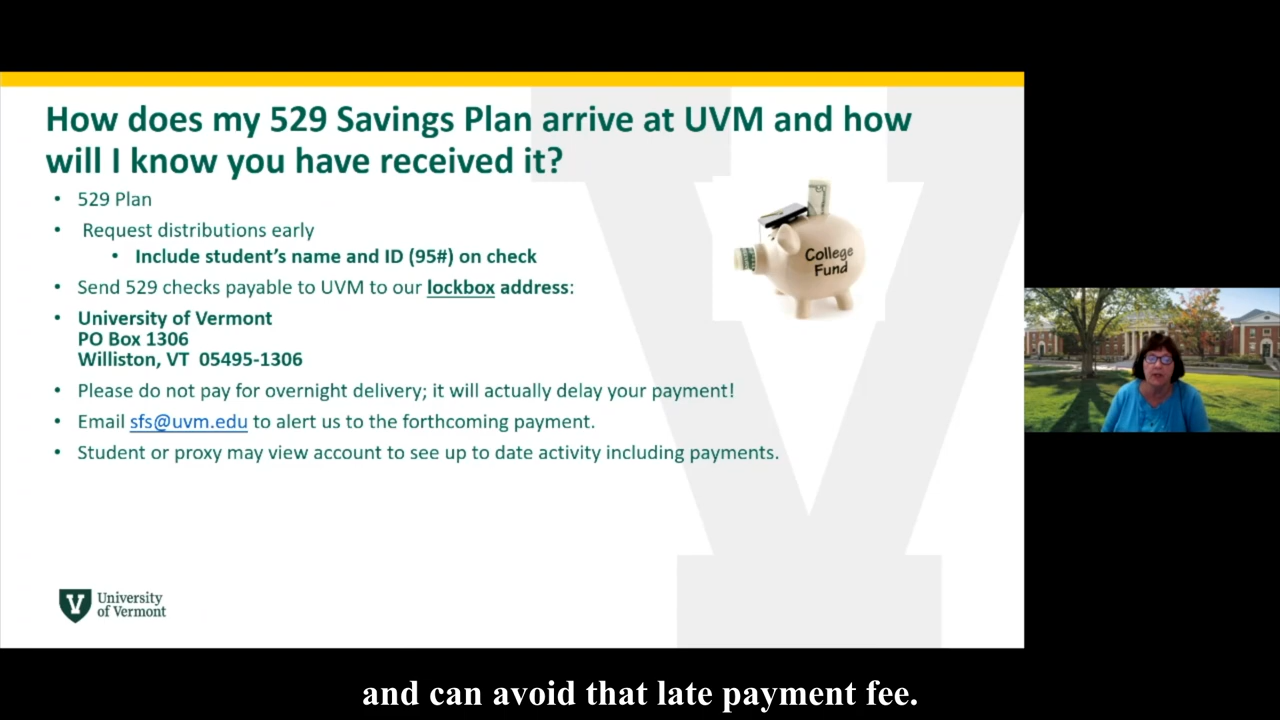 How does my 529 Savings Plan arrive at UVM and how
will I know you have received it?
• 529 Plan
• Request distributions early
• Include student's name and ID (95#) on check
• Send 529 checks payable to UVM to our lockbox address:
• University of Vermont
PO Box 1306
Williston, VT 05495-1306
• Please do not pay for overnight delivery; it will actually delay your payment!
• Email sfs@uvm.edu to alert us to the forthcoming payment.
• Student or proxy may view account to see up to date activity including payments.
College
Fund
V University
of Vermont
and can avoid that late payment fee.